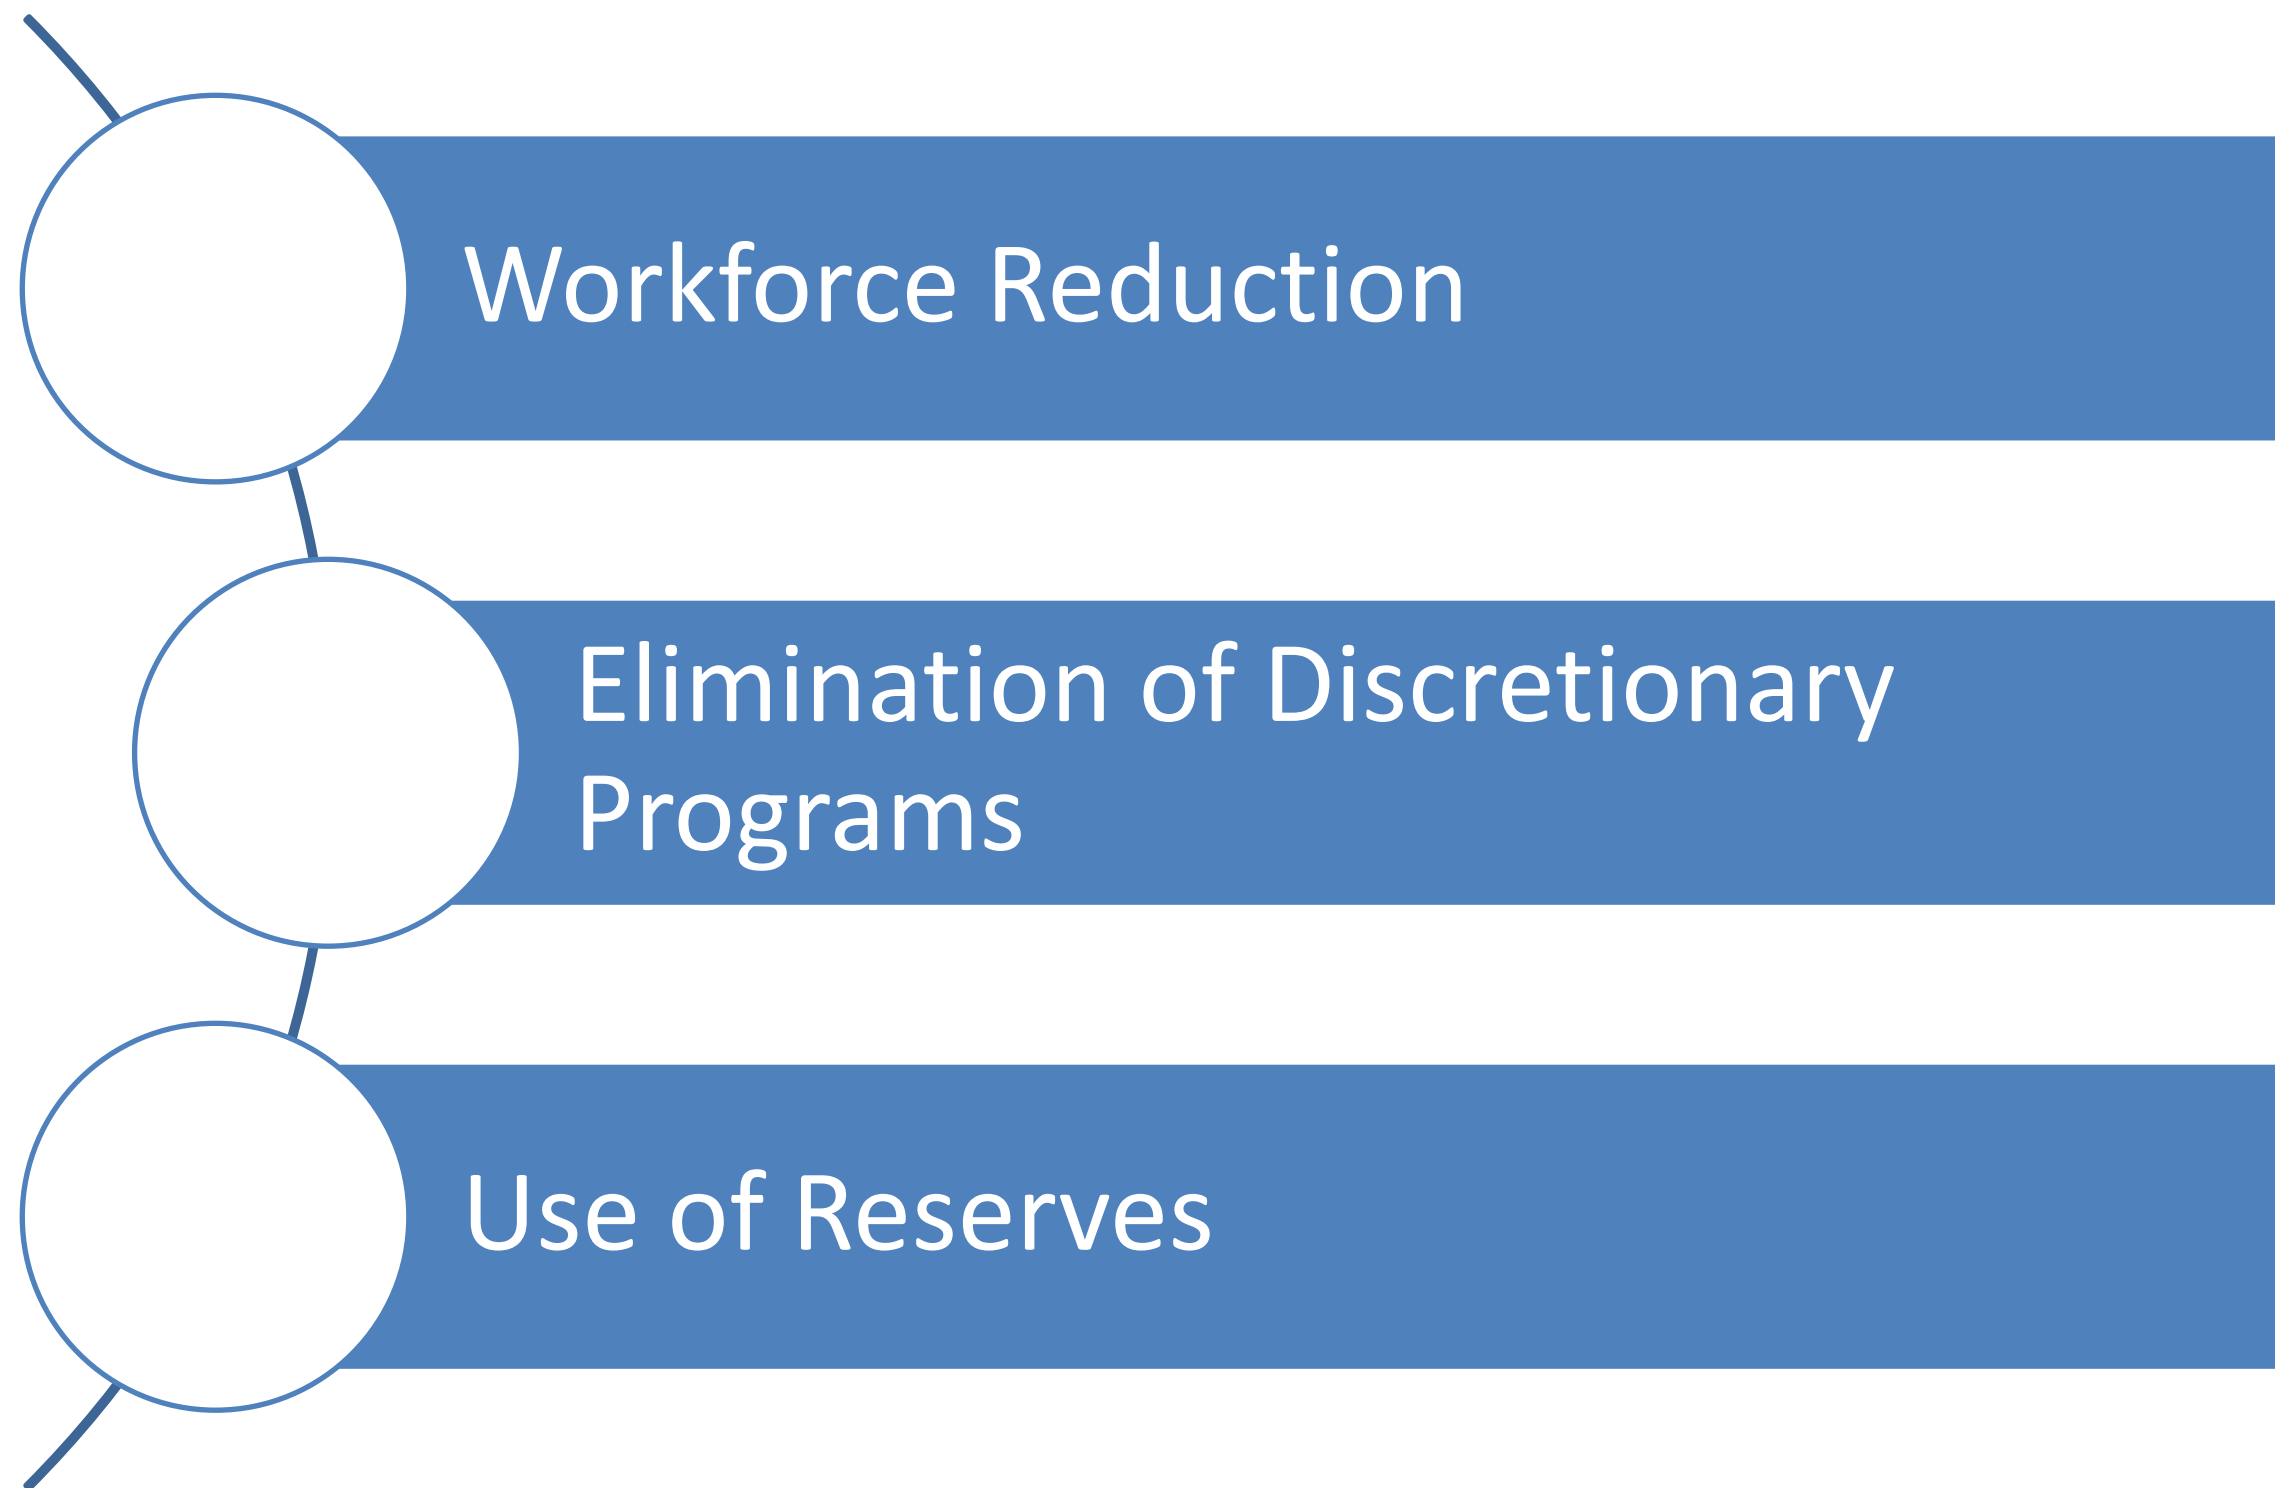 Workforce Reduction
Elimination of Discretionary
Programs
Use of Reserves